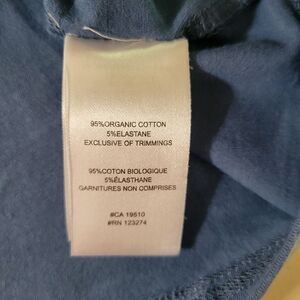 95%ORGANIC COTTON
5%ELASTANE
EXCLUSIVE OF TRIMMINGS
95%COTON BIOLOGIQUE
5%ÉLASTHANE
GARNITURES NON COMPRISES
#CA 19510
#RN 123274